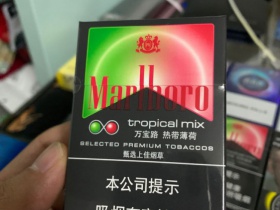 Marlboro
tropical mix
万宝路 热带薄荷
SELECTED PREMIUM TOBACCOS
甄选上佳烟草
本公司提示